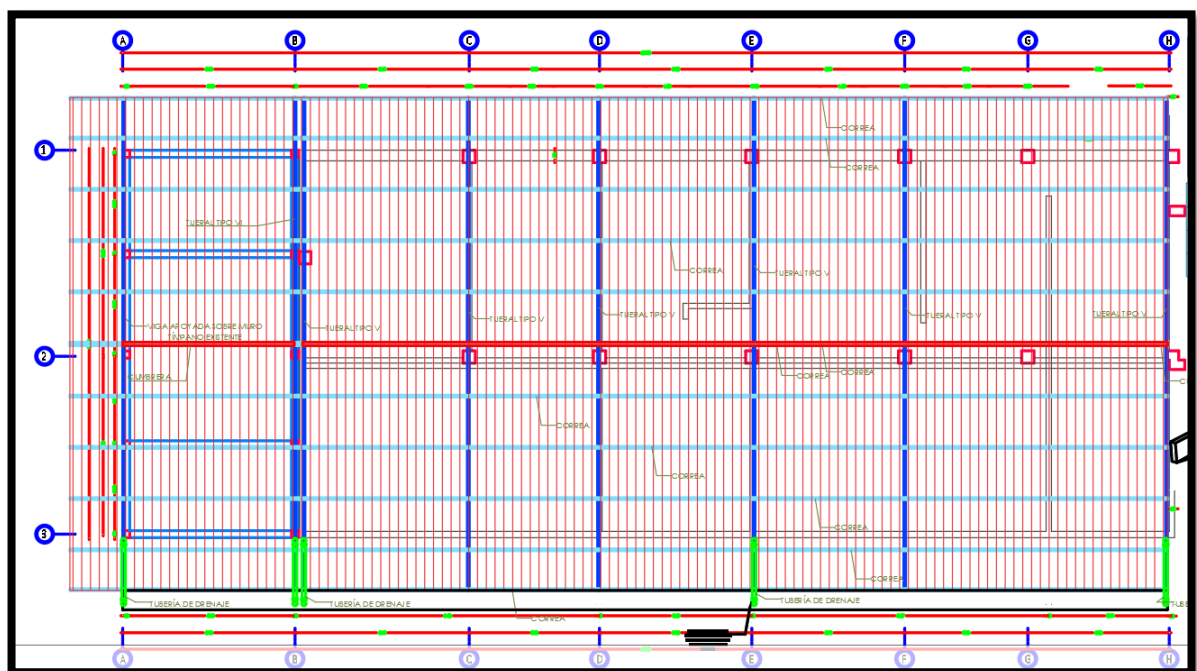 A B C D E F G H
CORREA
1
CORREA
TIJERAL TIPO VI
CORREA
TIJERAL TIPO V
TIJERAL TIPO V
TIJERAL TIPO V
TIJERAL TIPO V
TIJERAL TIPO V
VIGA APOYADA SOBRE MURO
TIJERAL TIPO V
TÍMPANO EXISTENTE
2
CUMBRERA
CORREA
CORREA
CORREA
CORREA
CORREA
3
CORREA
TUBERÍA DE DRENAJE
TUBERÍA DE DRENAJE
TUBERÍA DE DRENAJE
CORREA
A B C D E F G H